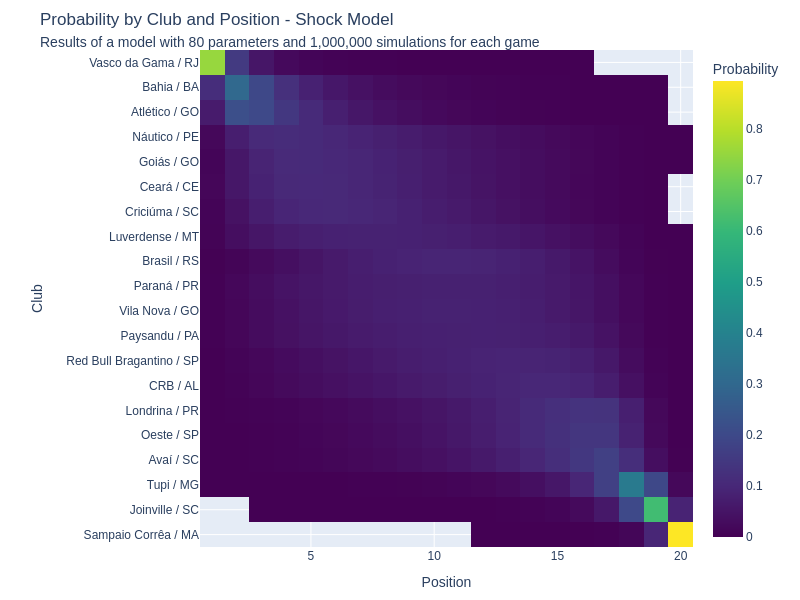 Probability by Club and Position - Shock Model
Results of a model with 80 parameters and 1,000,000 simulations for each game
Probability
Club
Vasco da Gama / RJ
Bahia / BA
Atlético / GO
Náutico / PE
Goiás / GO
Ceará / CE
Criciúma / SC
Luverdense / MT
Brasil / RS
Paraná / PR
Vila Nova / GO
Paysandu / PA
Red Bull Bragantino / SP
CRB / AL
Londrina / PR
Oeste / SP
Avaí / SC
Tupi / MG
Joinville / SC
Sampaio Corrêa / MA
0.8
0.7
0.6
0.5
0.4
0.3
0.2
0.1
0
5 10 15 20
Position